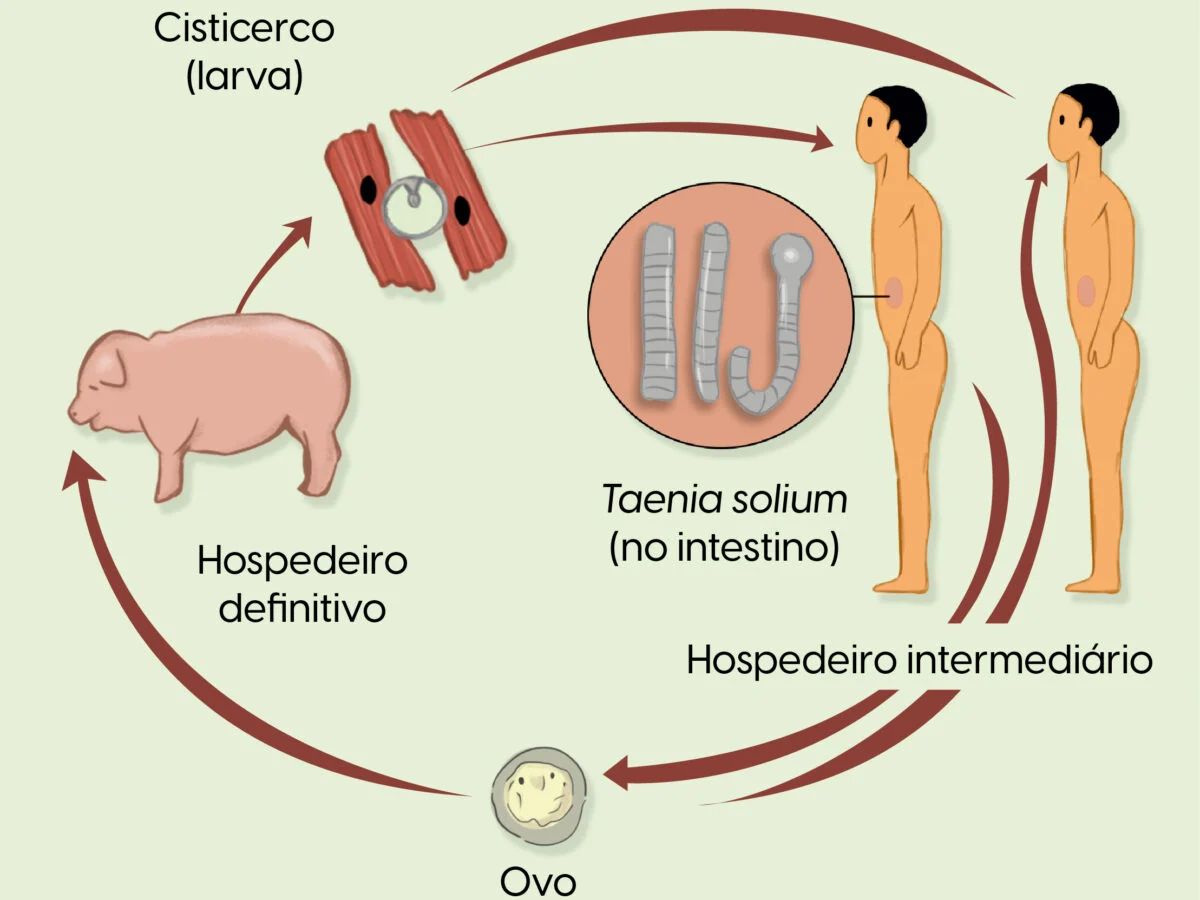 Cisticerco
(larva)
Taenia solium
(no intestino)
Hospedeiro
definitivo
Hospedeiro intermediário
Ovo